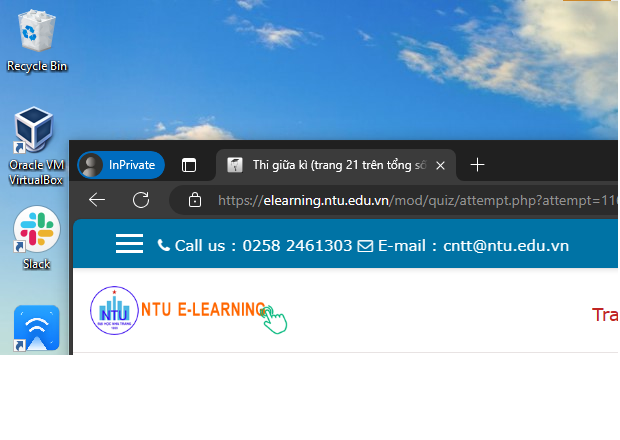 Recycle Bin
Oracle VM
VirtualBox
Slack
InPrivate
Thi giữa kì (trang 21 trên tổng số
https://elearning.ntu.edu.vn/mod/quiz/attempt.php?attempt=11
Call us : 0258 2461303 E-mail : cntt@ntu.edu.vn
NTU
NTU E-LEARNING
Tra